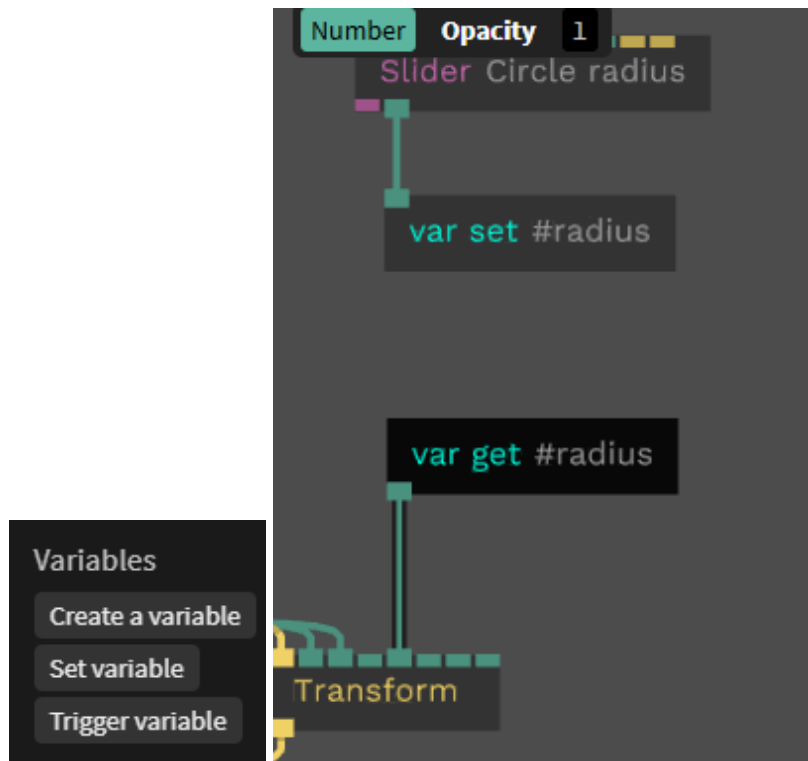 Number Opacity 1
Slider Circle radius
var set #radius
var get #radius
Variables
Create a variable
Set variable
Trigger variable
Transform